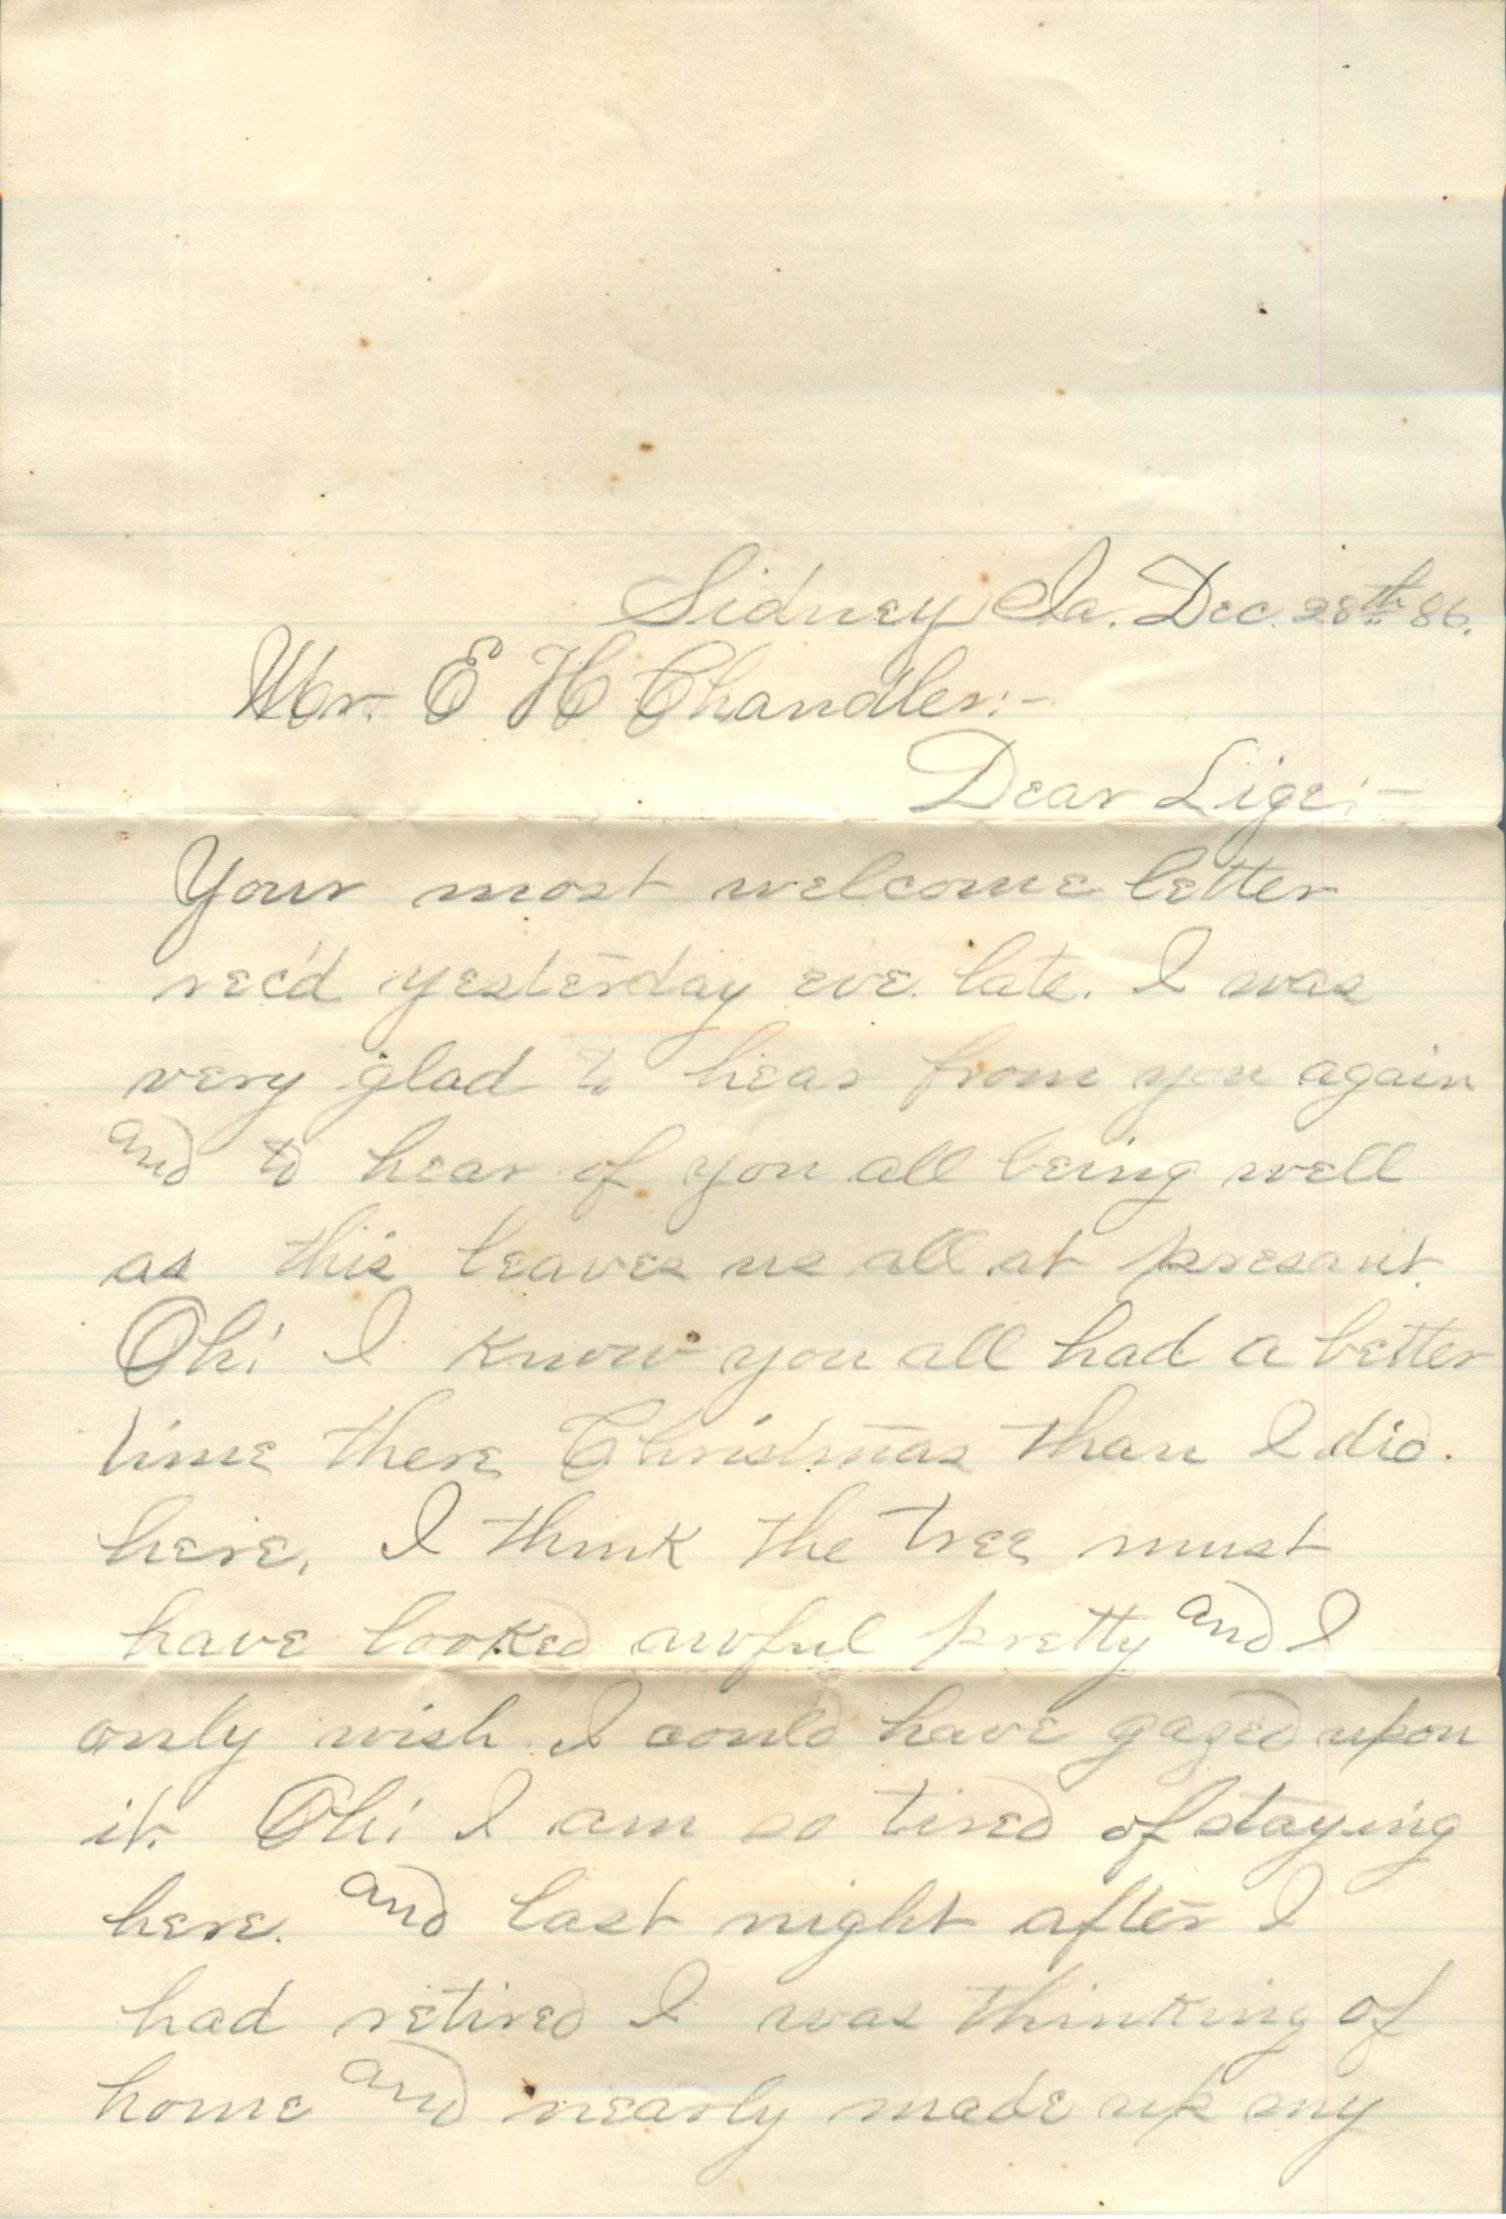 Sidney Ia. Dec. 28th 86.
Mr. E H Chandler:-
Dear Lige:-
Your most welcome letter
rec'd yesterday eve. late. I was
very glad to hear from you again
and to hear of you all being well
as this leaves us all at presant.
Oh! I know you all had a better
time there Christmas than I did.
here, I think the tree must
have looked awful pretty and I
only wish I could have gazed upon
it. Oh! I am so tired of staying
here. and last night after I
had retired I was thinking of
home and nearly made up my